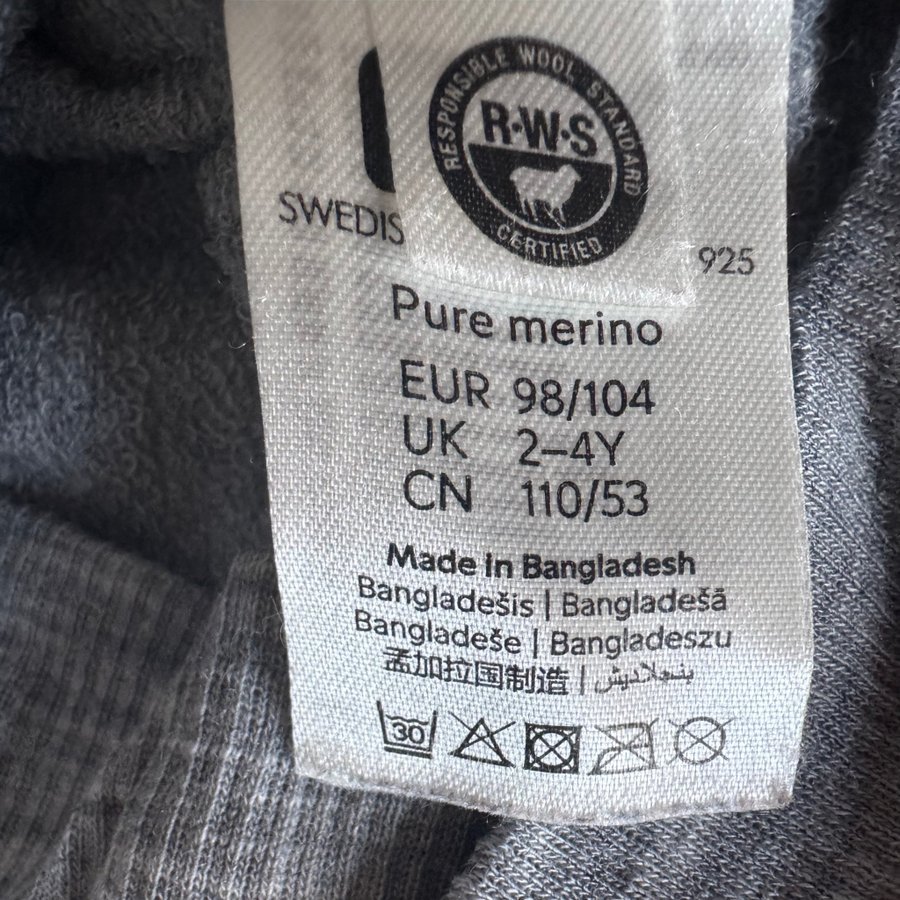 RESPONSIBLE WOOL STANDARD
R·W·S
CERTIFIED
SWEDIS
925
Pure merino
EUR 98/104
UK 2–4Y
CN 110/53
Made in Bangladesh
Bangladešis | Bangladešā
Bangladeše | Bangladeszu
孟加拉国制造 | بنجلاديش
30